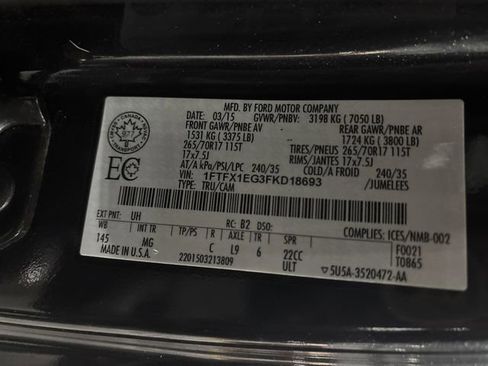 MFD. BY FORD MOTOR COMPANY
DATE: 03/15 GVWR/PNBV: 3198 KG ( 7050 LB)
FRONT GAWR/PNBE AV REAR GAWR/PNBE AR
1531 KG ( 3375 LB) 1724 KG ( 3800 LB)
265/70R17 115T TIRES/PNEUS 265/70R17 115T
17x7.5J RIMS/JANTES 17x7.5J
AT/A kPa/PSI/LPC 240/35 COLD/A FROID 240/35
VIN: 1FTFX1EG3FKD18693 /JUMELEES
TYPE: TRU/CAM
CANADA
877
EC
EXT PNT: UH RC: B2 DSO: COMPLIES: ICES/NMB-002
WB TP/PS R AXLE TR SPR F0021
145 MG C L9 6 22CC T0865
MADE IN U.S.A. 2201503213809 ULT 5U5A-3520472-AA